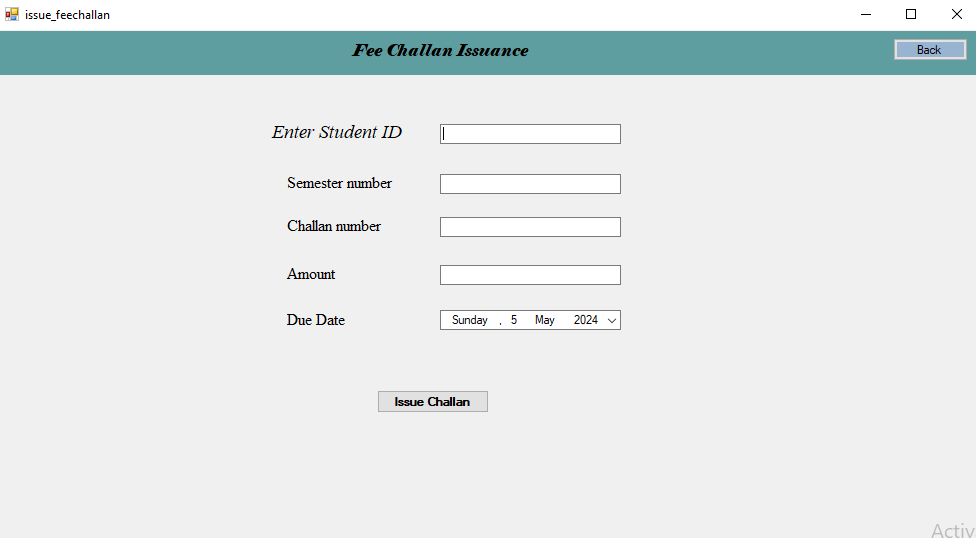 issue_feechallan
Fee Challan Issuance
Back
Enter Student ID
Semester number
Challan number
Amount
Due Date
Sunday , 5 May 2024
Issue Challan
Activ